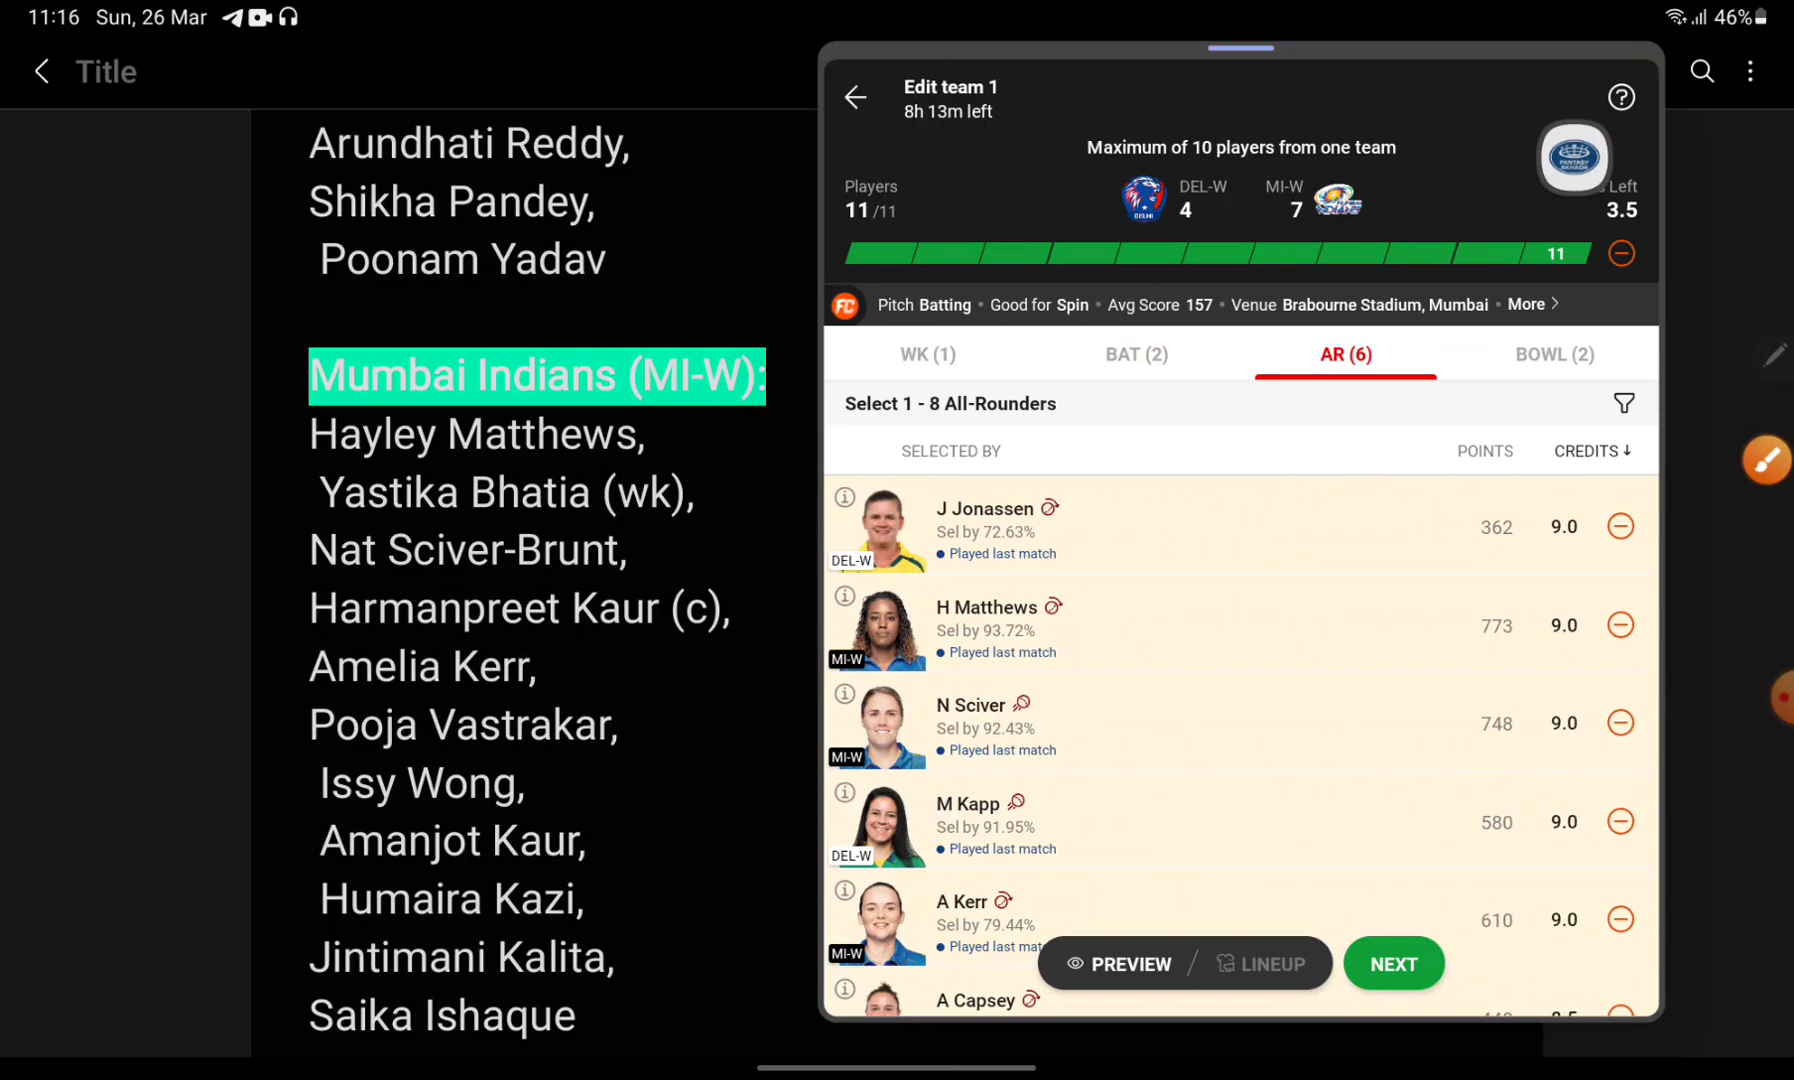 11:16 Sun, 26 Mar
46%
Title
Arundhati Reddy,
Shikha Pandey,
Poonam Yadav
Mumbai Indians (MI-W):
Hayley Matthews,
Yastika Bhatia (wk),
Nat Sciver-Brunt,
Harmanpreet Kaur (c),
Amelia Kerr,
Pooja Vastrakar,
Issy Wong,
Amanjot Kaur,
Humaira Kazi,
Jintimani Kalita,
Saika Ishaque
Edit team 1
8h 13m left
Maximum of 10 players from one team
FANTASY AKHADA
Players DEL-W MI-W Left
11/11 DELHI 4 7 3.5
11
FC Pitch Batting • Good for Spin • Avg Score 157 • Venue Brabourne Stadium, Mumbai • More
WK (1) BAT (2) AR (6) BOWL (2)
Select 1 - 8 All-Rounders
SELECTED BY POINTS CREDITS
J Jonassen
Sel by 72.63% 362 9.0
DEL-W Played last match
H Matthews
Sel by 93.72% 773 9.0
MI-W Played last match
N Sciver
Sel by 92.43% 748 9.0
MI-W Played last match
M Kapp
Sel by 91.95% 580 9.0
DEL-W Played last match
A Kerr
Sel by 79.44% 610 9.0
MI-W Played last mat
PREVIEW / LINEUP NEXT
A Capsey